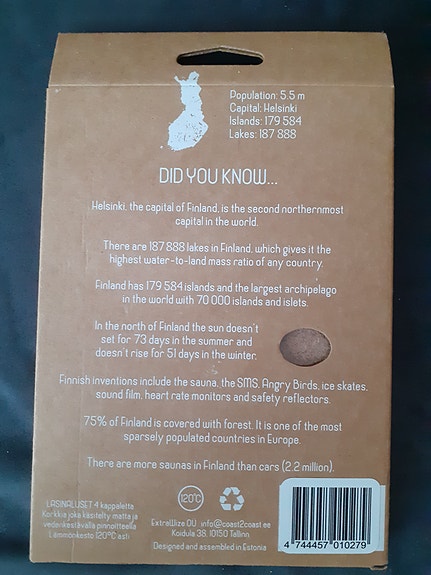 Population: 5.5 m
Capital: Helsinki
Islands: 179 584
Lakes: 187 888
DID YOU KNOW...
Helsinki, the capital of Finland, is the second northernmost
capital in the world.
There are 187 888 lakes in Finland, which gives it the
highest water-to-land mass ratio of any country.
Finland has 179 584 islands and the largest archipelago
in the world with 70 000 islands and islets.
In the north of Finland the sun doesn't
set for 73 days in the summer and
doesn't rise for 51 days in the winter.
Finnish inventions include the sauna, the SMS, Angry Birds, ice skates,
sound film, heart rate monitors and safety reflectors.
75% of Finland is covered with forest. It is one of the most
sparsely populated countries in Europe.
There are more saunas in Finland than cars (2.2 million).
LASINALUSET 4 kappaletta
Korkkia joka käsitelty matta ja
vedenkestävällä pinnoitteella
Lämmönkesto 120°C asti
120°C
ExtraWize OÜ info@coast2coast.ee
Koidula 38, 10150 Tallinn
Designed and assembled in Estonia
4 744457 010279